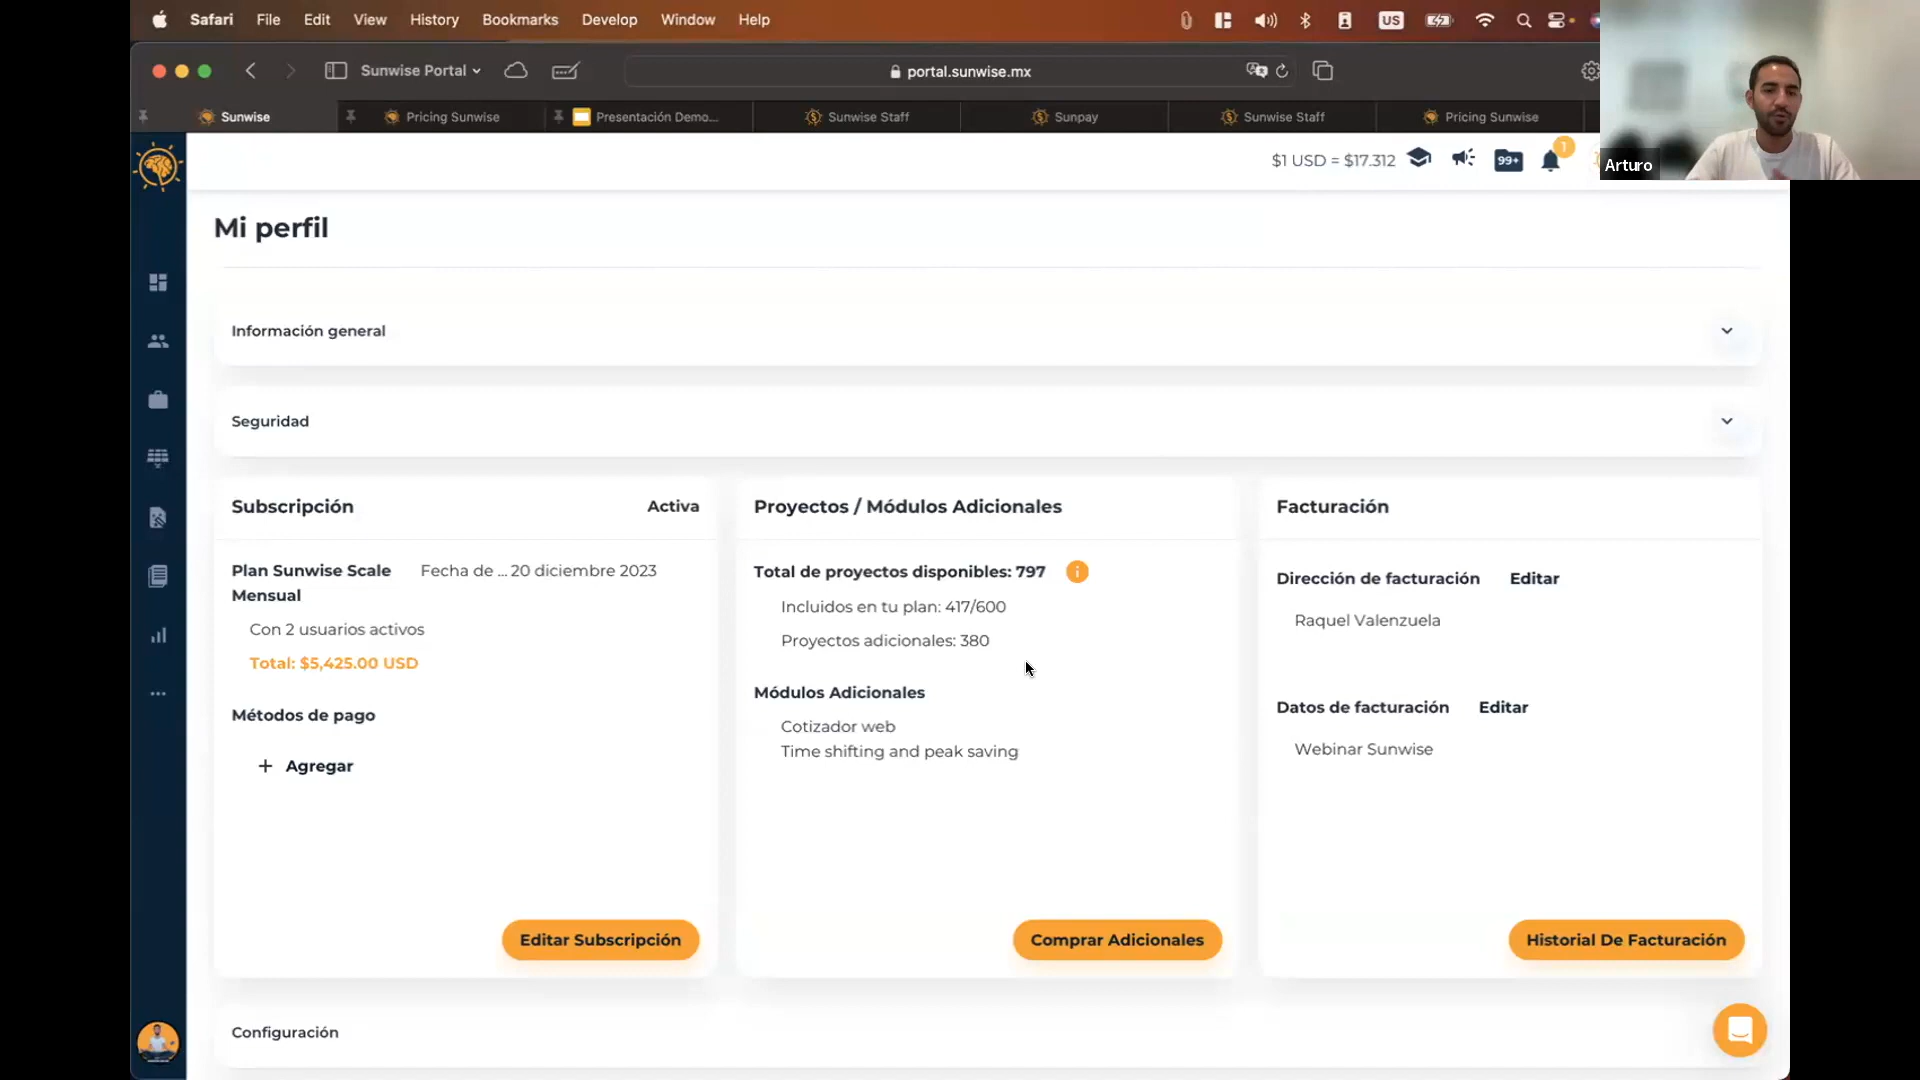 Safari File Edit View History Bookmarks Develop Window Help US
Sunwise Portal portal.sunwise.mx
Sunwise Pricing Sunwise Presentación Demo... Sunwise Staff Sunpay Sunwise Staff Pricing Sunwise
Arturo
$1 USD = $17.312 99+ 1
Mi perfil
Información general
Seguridad
Subscripción Activa
Plan Sunwise Scale Mensual
Fecha de ... 20 diciembre 2023
Con 2 usuarios activos
Total: $5,425.00 USD
Métodos de pago
+ Agregar
Editar Subscripción
Proyectos / Módulos Adicionales
Total de proyectos disponibles: 797 i
Incluidos en tu plan: 417/600
Proyectos adicionales: 380
Módulos Adicionales
Cotizador web
Time shifting and peak saving
Comprar Adicionales
Facturación
Dirección de facturación Editar
Raquel Valenzuela
Datos de facturación Editar
Webinar Sunwise
Historial De Facturación
Configuración